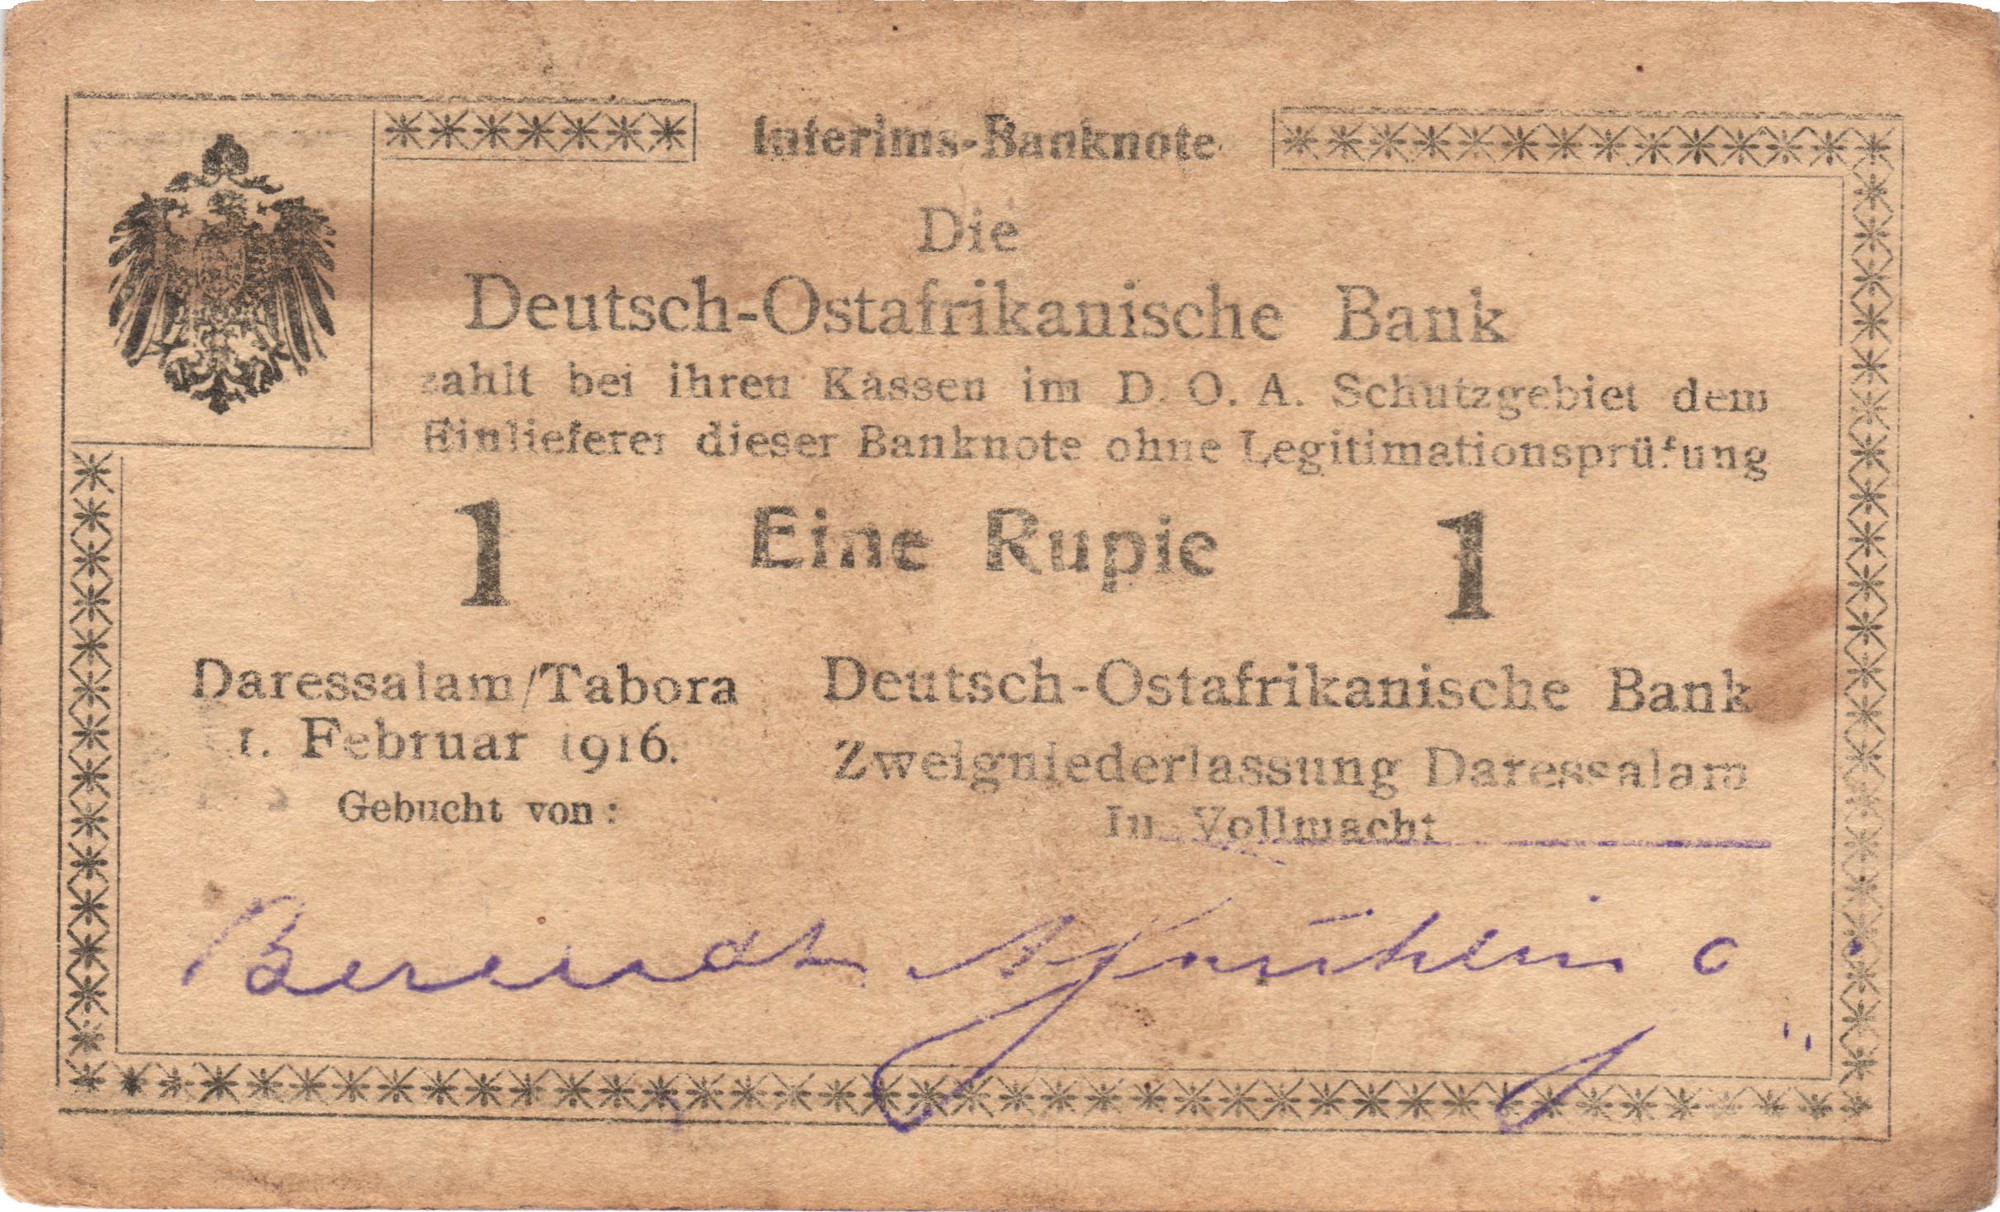 Interims-Banknote
Die
Deutsch-Ostafrikanische Bank
zahlt bei ihren Kassen im D. O. A. Schutzgebiet dem
Einlieferer dieser Banknote ohne Legitimationsprüfung
1 Eine Rupie 1
Daressalam/Tabora
1. Februar 1916.
Gebucht von:
Deutsch-Ostafrikanische Bank
Zweigniederlassung Daressalam
In Vollmacht
Berendt